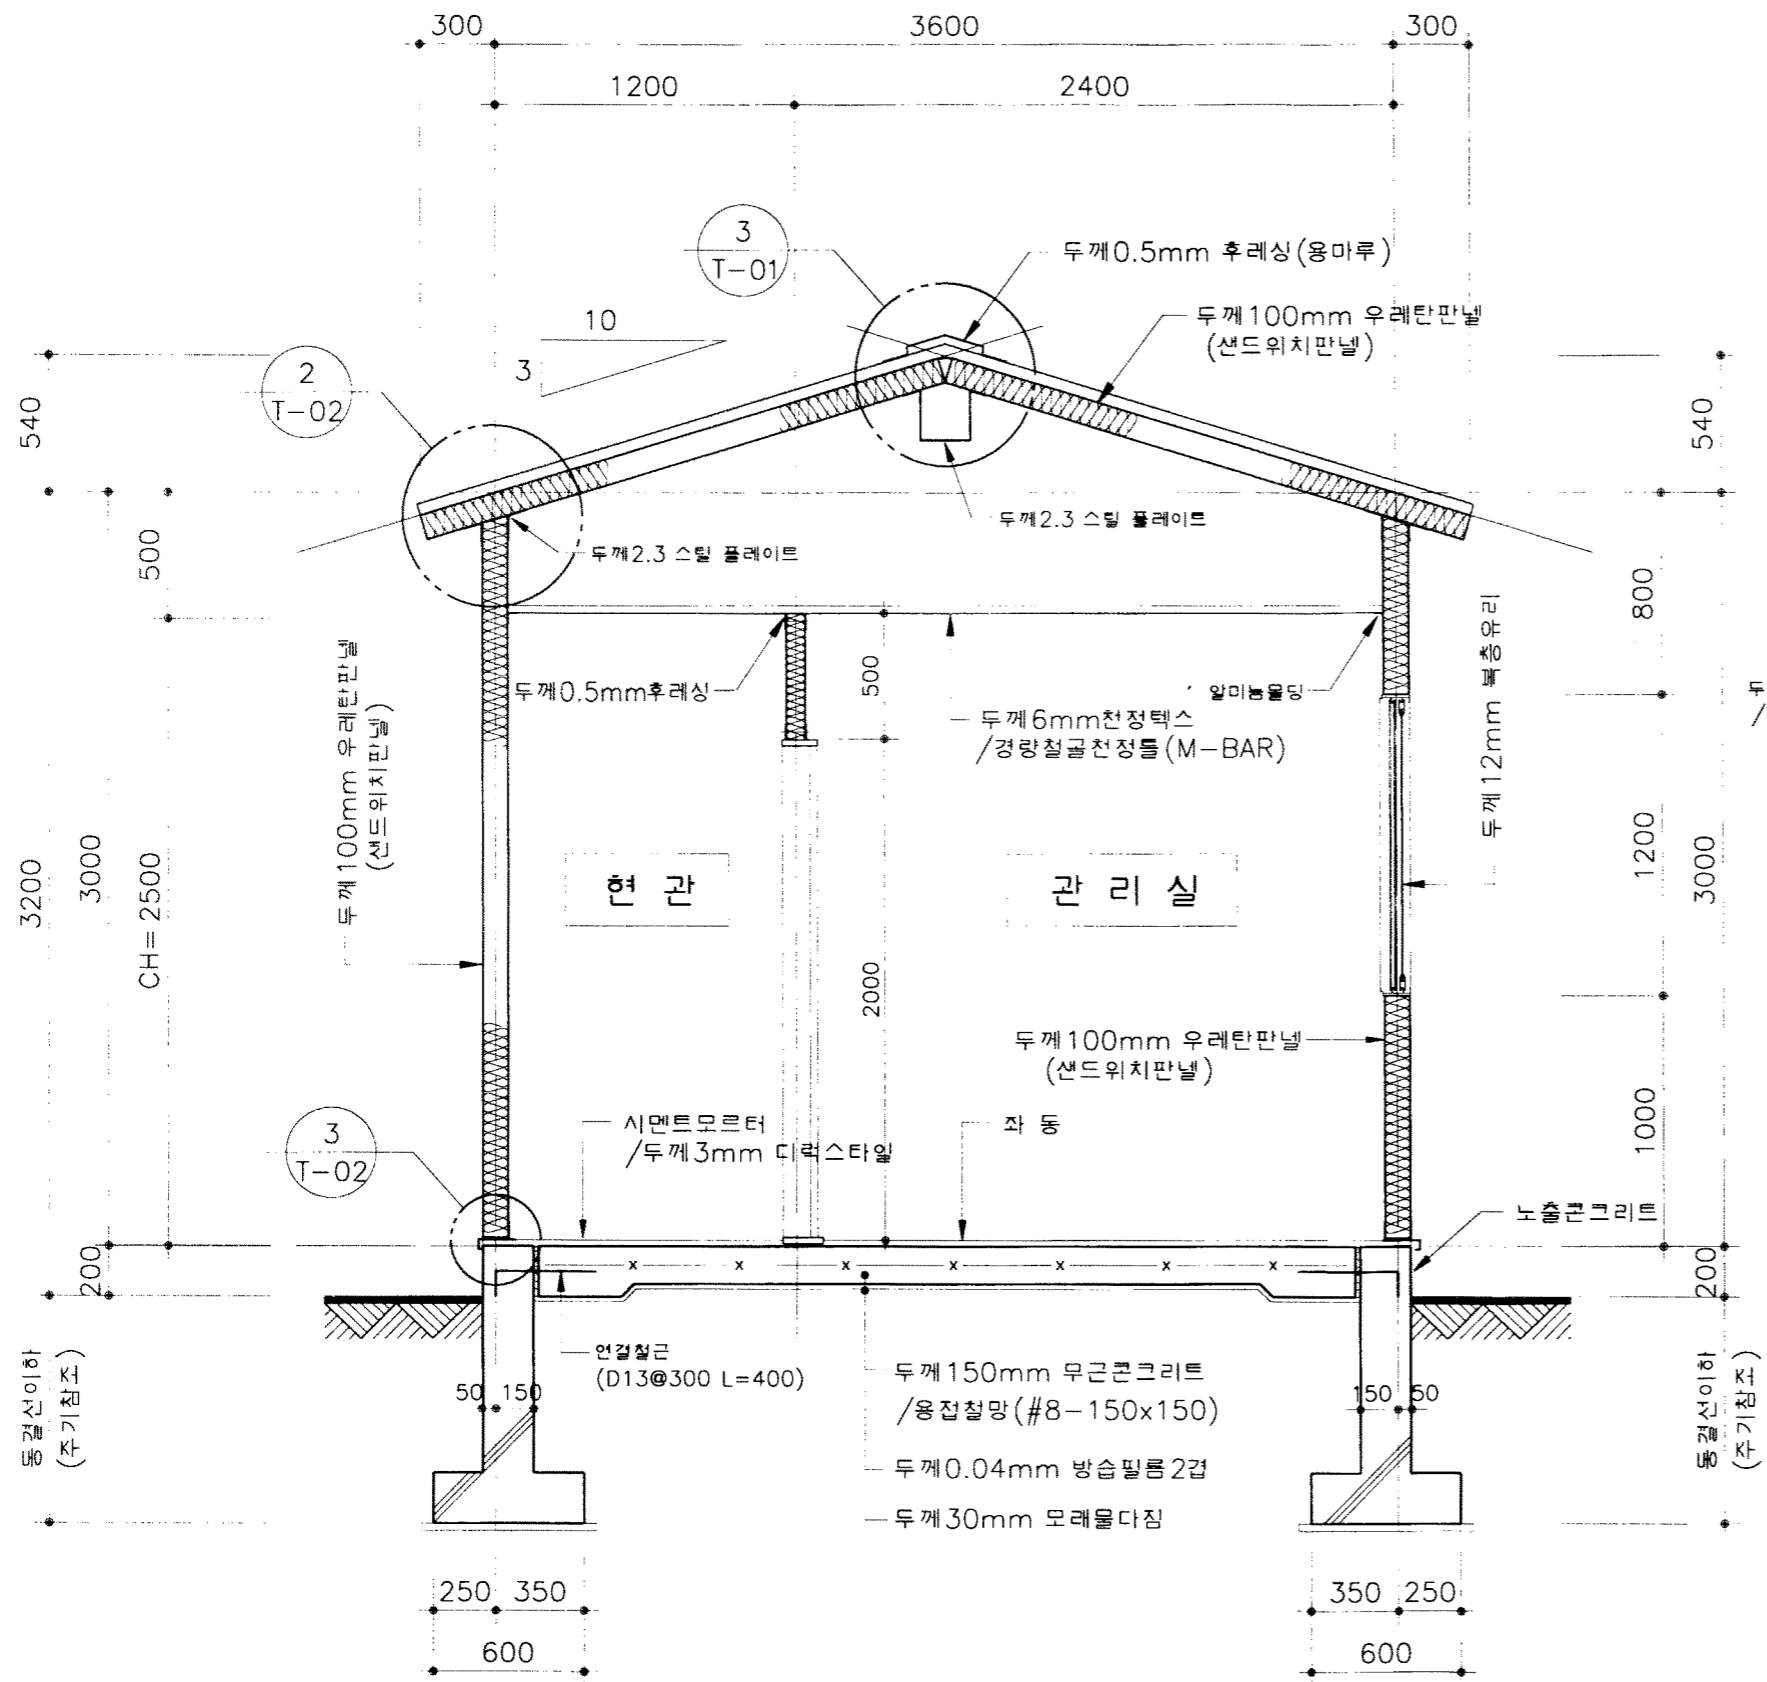 300
3600
300
1200
2400
3
T-01
두께0.5mm 후레싱(용마루)
두께100mm 우레탄판넬
(샌드위치판넬)
10
3
2
T-02
540
540
두께2.3 스틸 플레이트
두께2.3 스틸 플레이트
500
800
두께100mm 우레탄판넬
(샌드위치판넬)
두께0.5mm후레싱
500
알미늄몰딩
두께6mm천정텍스
/경량철골천정틀(M-BAR)
두께12mm 복층유리
두
/
현 관
관 리 실
3200
3000
CH=2500
1200
3000
2000
두께100mm 우레탄판넬
(샌드위치판넬)
시멘트모르터
/두께3mm 디럭스타일
좌 동
1000
3
T-02
노출콘크리트
200
200
연결철근
(D13@300 L=400)
두께150mm 무근콘크리트
/용접철망(#8-150x150)
50
150
150
50
동결선이하
(주기참조)
동결선이하
(주기참조)
두께0.04mm 방습필름2겹
두께30mm 모래물다짐
250
350
350
250
600
600